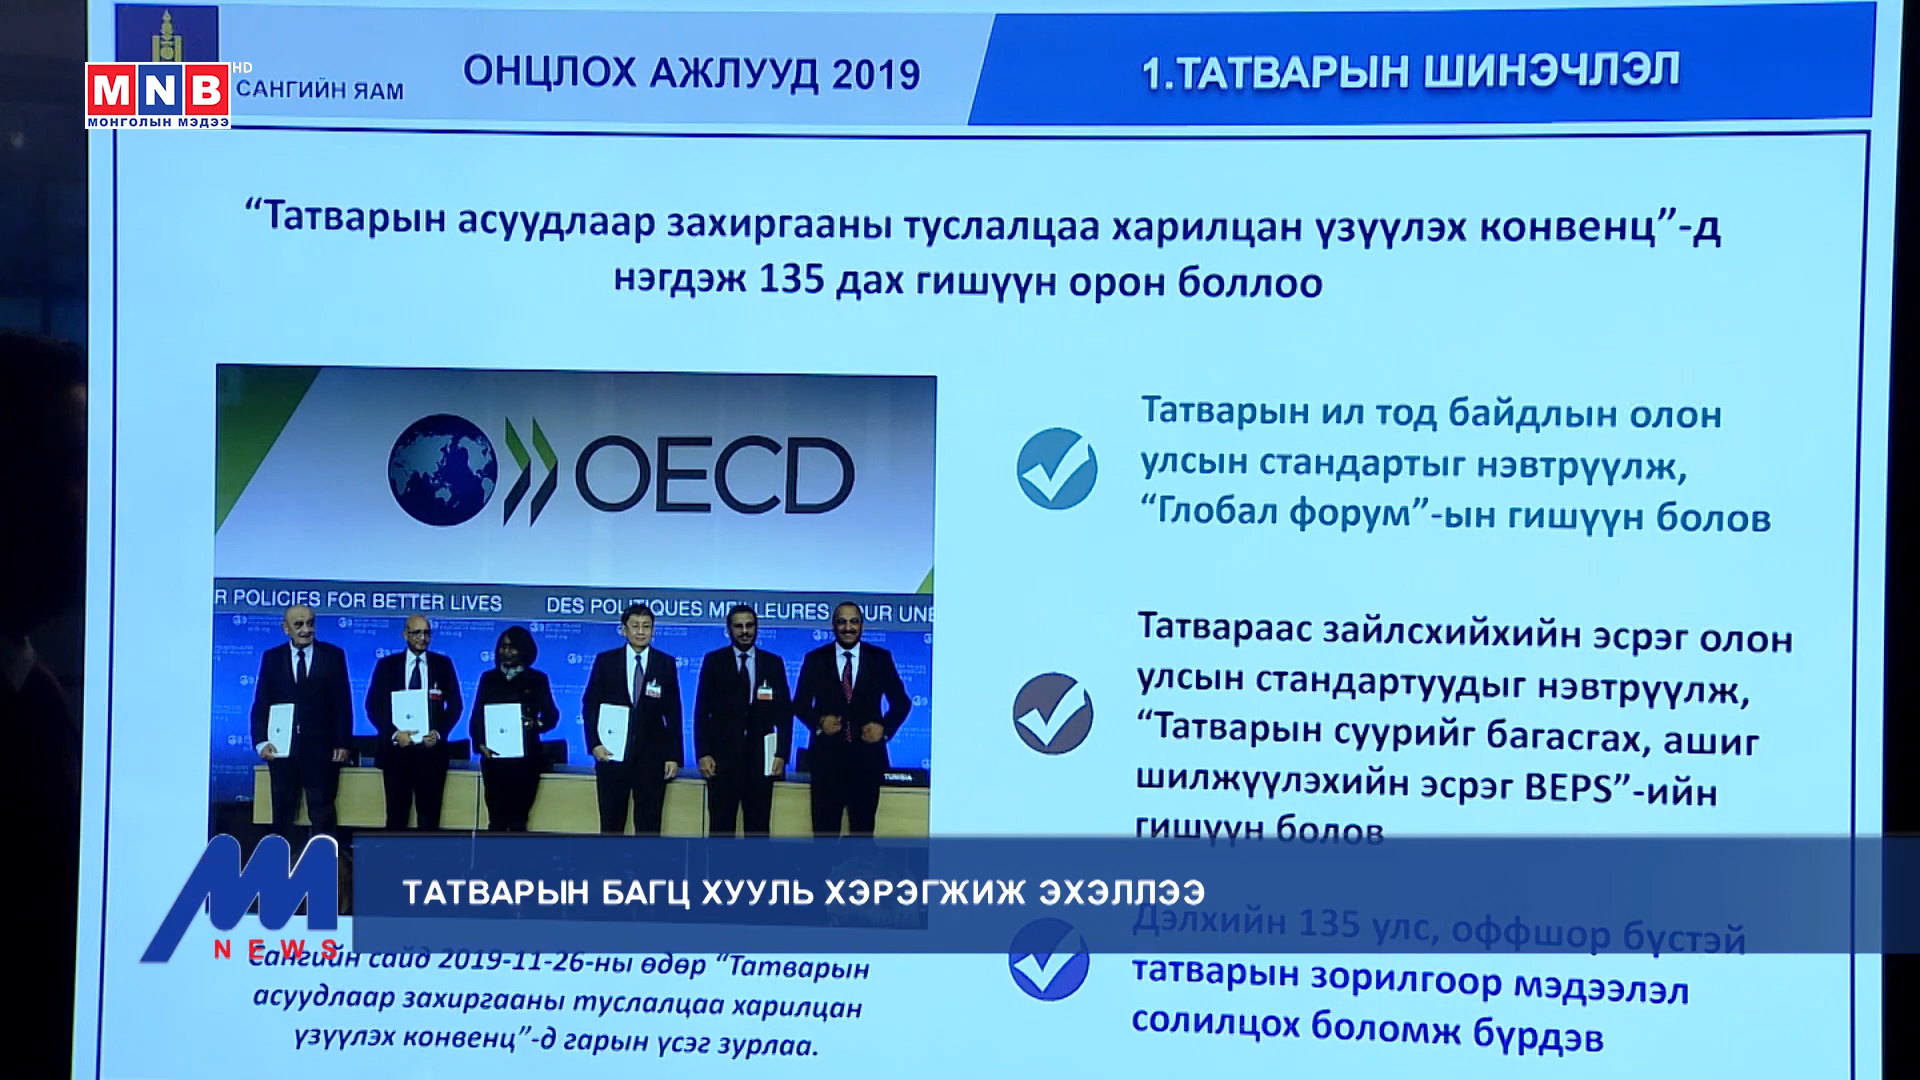 MNB
HD
МОНГОЛЫН МЭДЭЭ
САНГИЙН ЯАМ
ОНЦЛОХ АЖЛУУД 2019
1.ТАТВАРЫН ШИНЭЧЛЭЛ
“Татварын асуудлаар захиргааны туслалцаа харилцан үзүүлэх конвенц”-д
нэгдэж 135 дах гишүүн орон боллоо
OECD
R POLICIES FOR BETTER LIVES
DES POLITIQUES MEILLEURES POUR UNE
TUNISIA
Татварын ил тод байдлын олон
улсын стандартыг нэвтрүүлж,
“Глобал форум”-ын гишүүн болов
Татвараас зайлсхийхийн эсрэг олон
улсын стандартуудыг нэвтрүүлж,
“Татварын суурийг багасгах, ашиг
шилжүүлэхийн эсрэг BEPS”-ийн
гишүүн болов
Дэлхийн 135 улс, оффшор бүстэй
татварын зорилгоор мэдээлэл
солилцох боломж бүрдэв
NEWS
ТАТВАРЫН БАГЦ ХУУЛЬ ХЭРЭГЖИЖ ЭХЭЛЛЭЭ
Сангийн сайд 2019-11-26-ны өдөр “Татварын
асуудлаар захиргааны туслалцаа харилцан
үзүүлэх конвенц”-д гарын үсэг зурлаа.